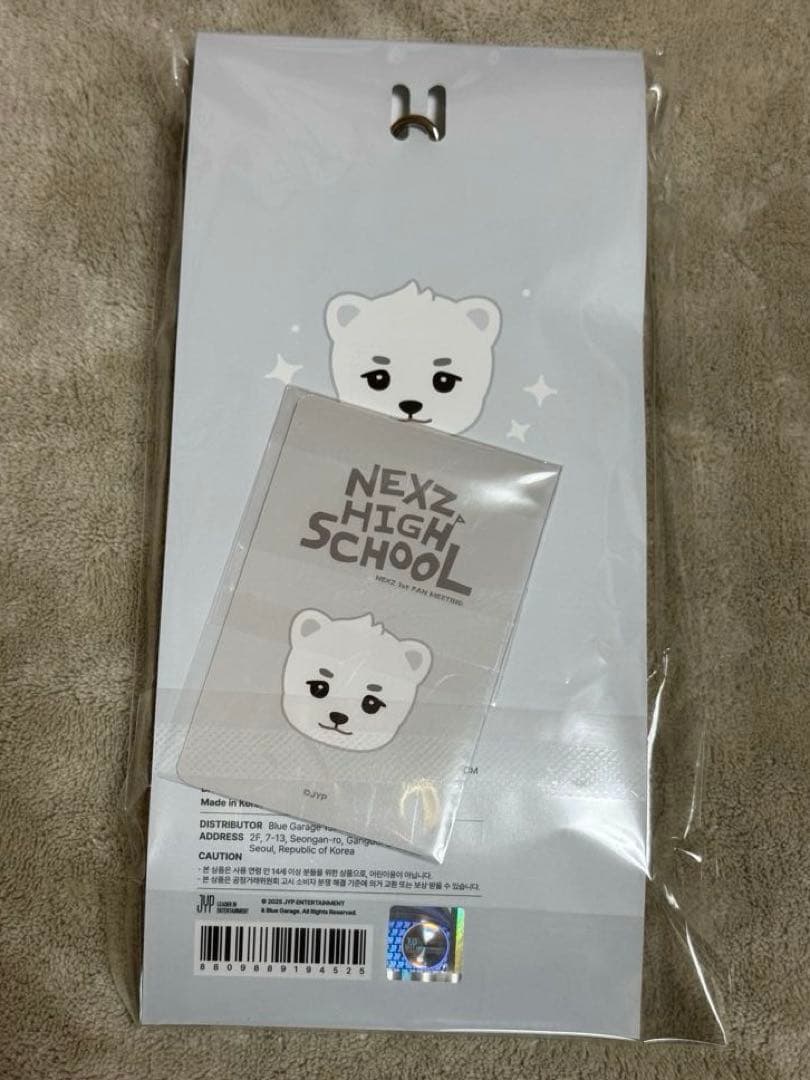 NEXZ
HIGH
SCHOOL
NEXZ 1st FAN MEETING
©JYP
CM
Made in
DISTRIBUTOR Blue Garage
ADDRESS 2F, 7-13, Seongan-ro,
Seoul, Republic of Korea
CAUTION
- 본 상품은 사용 연령 만 14세 이상 분들을 위한 상품으로, 어린이용이 아닙니다.
- 본 상품은 공정거래위원회 고시 소비자 분쟁 해결 기준에 의거 교환 또는 보상 받을 수 있습니다.
JYP LEADER IN ENTERTAINMENT
© 2025 JYP ENTERTAINMENT
& Blue Garage. All Rights Reserved.
8809889194525